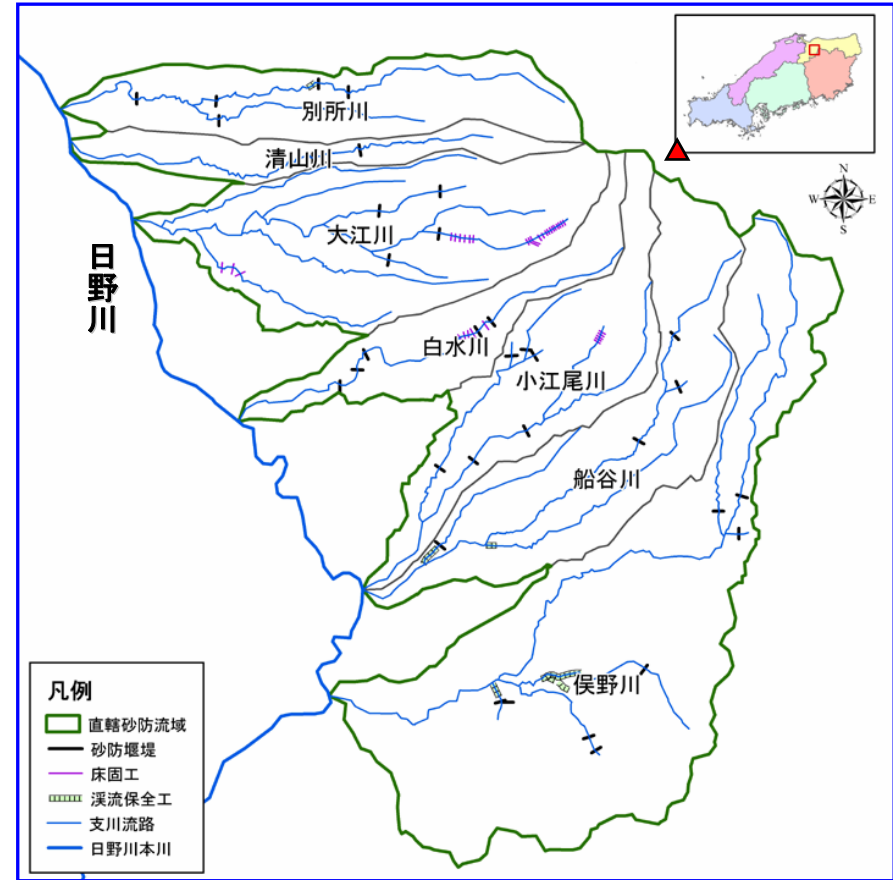 別所川
清山川
N
W
E
S
大江川
日野川
白水川
小江尾川
船谷川
俣野川
凡例
直轄砂防流域
砂防堰堤
床固工
渓流保全工
支川流路
日野川本川